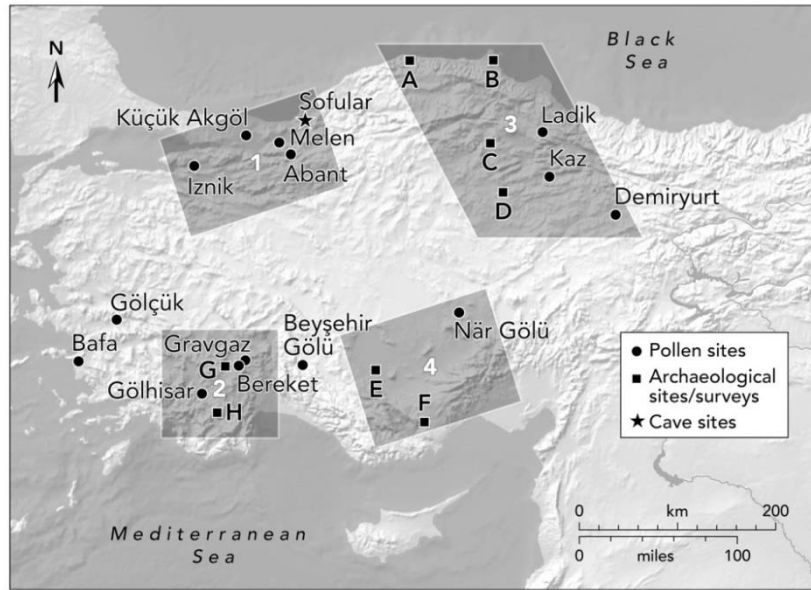 Black
Sea
N
A
B
Sofular
Küçük Akgöl
Melen
Ladik
3
1
C
Abant
Iznik
Kaz
D
Demiryurt
Gölçük
Beyşehir
Gölü
När Gölü
Bafa
Gravgaz
4
G
E
Bereket
Gölhisar
2
F
H
Pollen sites
Archaeological
sites/surveys
Cave sites
Mediterranean
Sea
0 km 200
0 miles 100